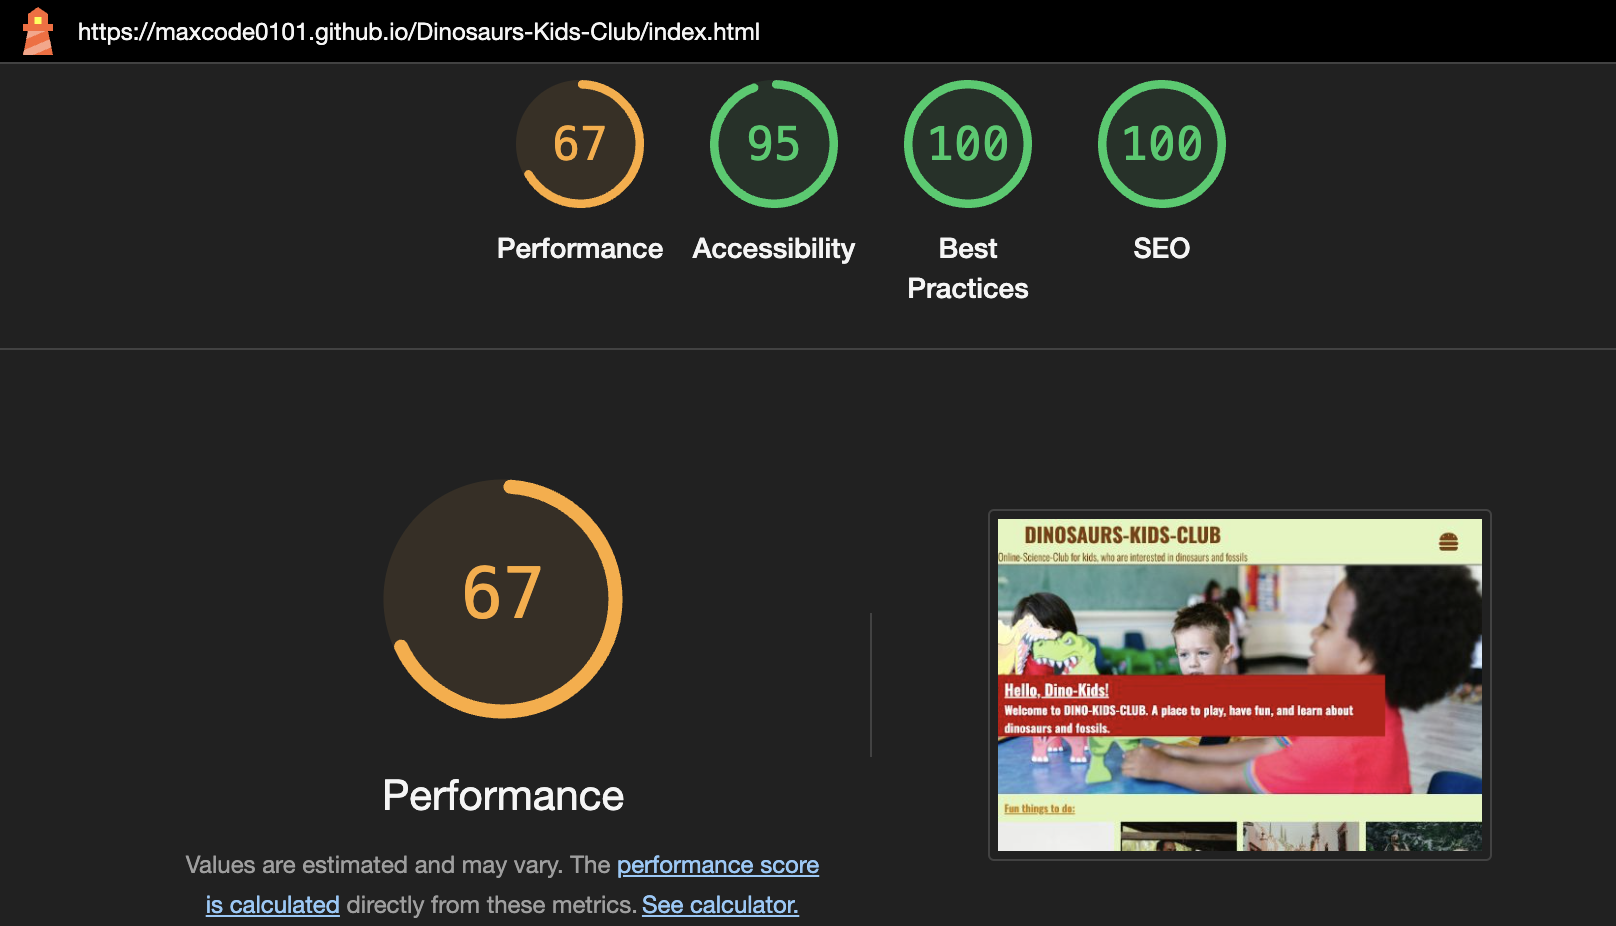 https://maxcode0101.github.io/Dinosaurs-Kids-Club/index.html
67
95
100
100
Performance
Accessibility
Best
Practices
SEO
67
Performance
Values are estimated and may vary. The performance score
is calculated directly from these metrics. See calculator.
DINOSAURS-KIDS-CLUB
Online-Science-Club for kids, who are interested in dinosaurs and fossils
Hello, Dino-Kids!
Welcome to DINO-KIDS-CLUB. A place to play, have fun, and learn about
dinosaurs and fossils.
Fun things to do: